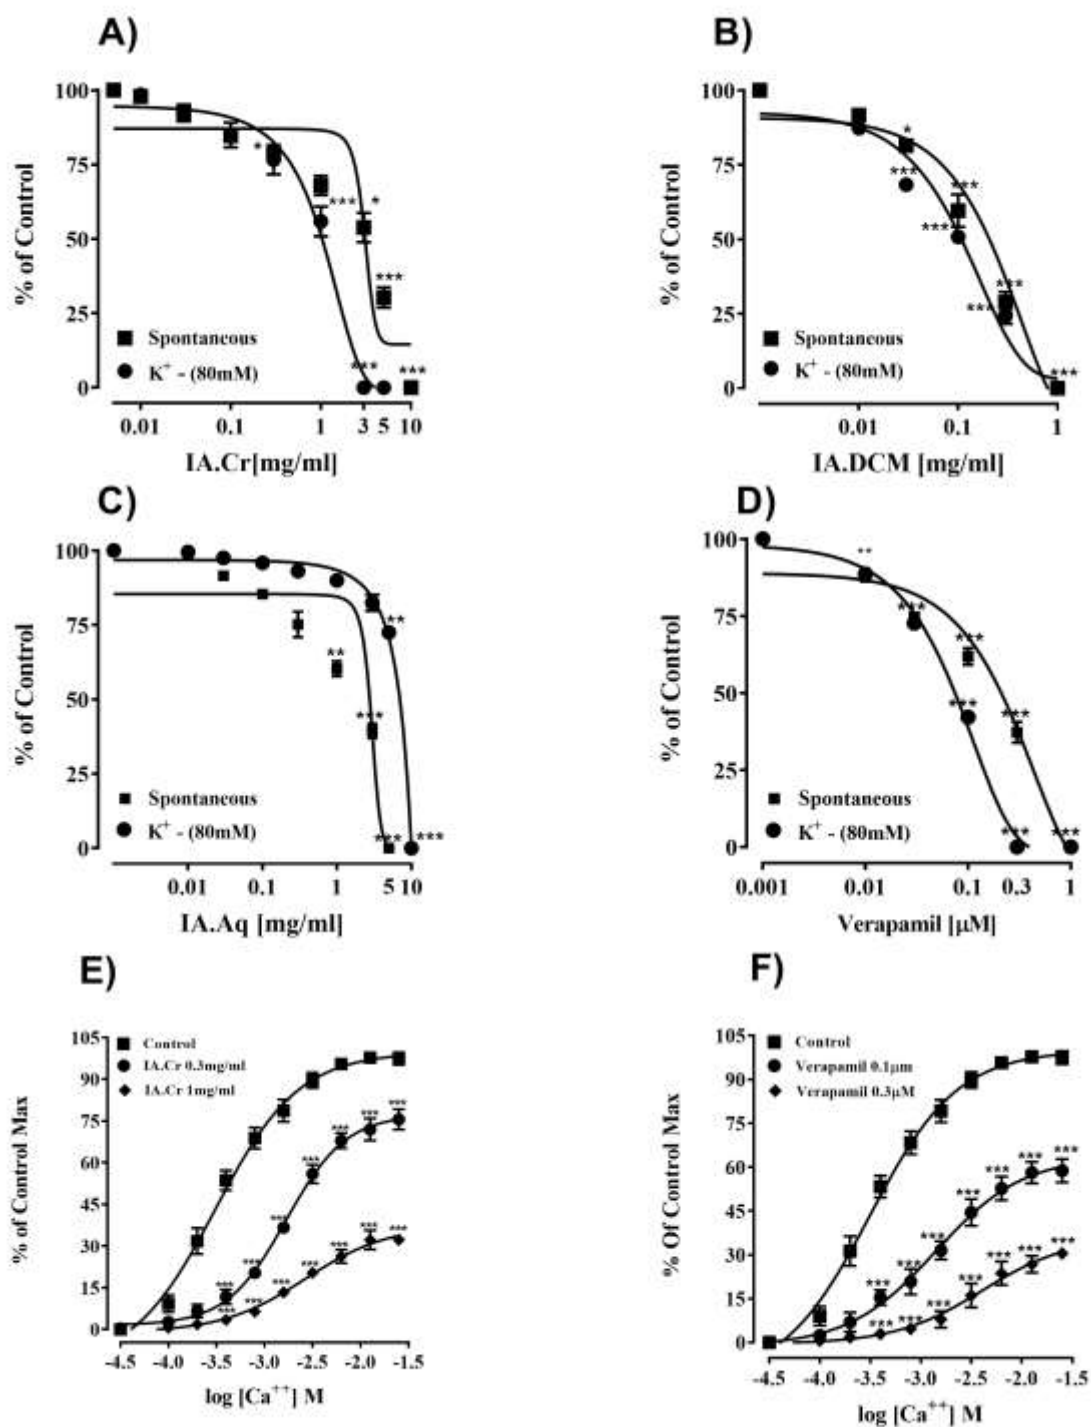 A)
100
75
50
25
0
% of Control
*
***
*
***
***
***
Spontaneous
K+ - (80mM)
0.01 0.1 1 3 5 10
IA.Cr[mg/ml]
B)
100
75
50
25
0
% of Control
*
***
***
***
***
***
***
Spontaneous
K+ - (80mM)
0.01 0.1 1
IA.DCM [mg/ml]
C)
100
75
50
25
0
% of Control
**
**
***
***
***
Spontaneous
K+ - (80mM)
0.01 0.1 1 5 10
IA.Aq [mg/ml]
D)
100
75
50
25
0
% of Control
**
***
***
***
***
***
***
Spontaneous
K+ - (80mM)
0.001 0.01 0.1 0.3 1
Verapamil [µM]
E)
105
90
75
60
45
30
15
0
% of Control Max
Control
IA.Cr 0.3mg/ml
IA.Cr 1mg/ml
*** *** *** *** *** *** ***
*** *** *** *** *** *** ***
-4.5 -4.0 -3.5 -3.0 -2.5 -2.0 -1.5
log [Ca++] M
F)
105
90
75
60
45
30
15
0
% Of Control Max
Control
Verapamil 0.1µm
Verapamil 0.3µM
*** *** *** *** *** *** ***
*** *** *** *** *** *** ***
-4.5 -4.0 -3.5 -3.0 -2.5 -2.0 -1.5
log [Ca++] M